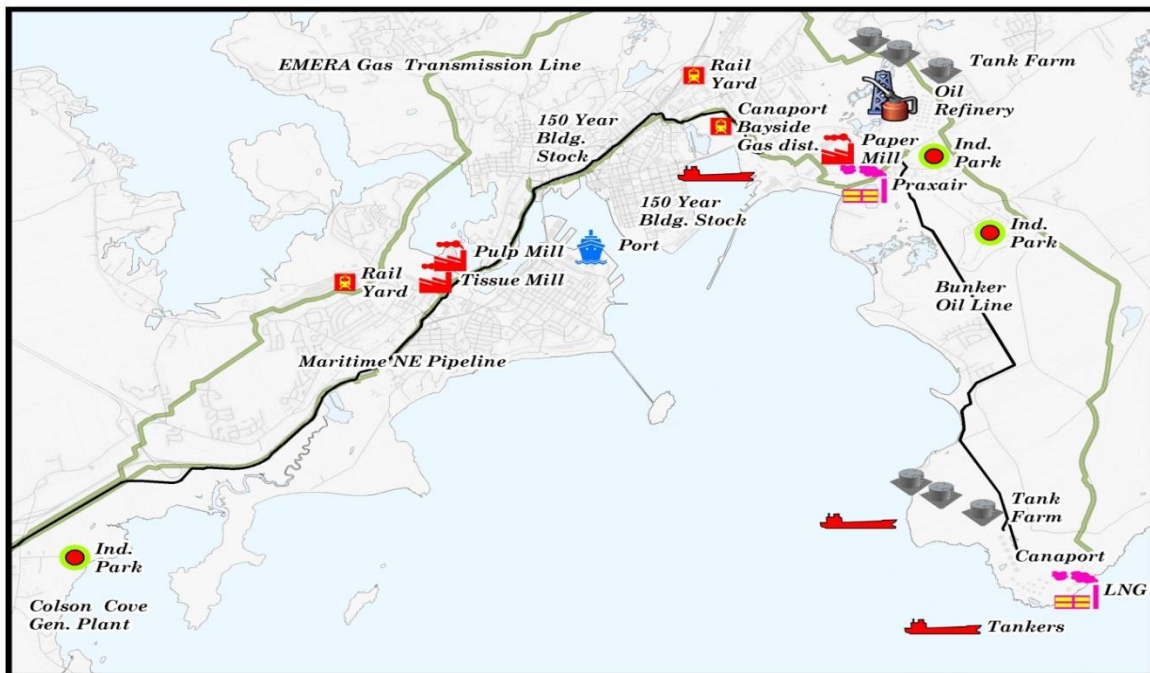 EMERA Gas Transmission Line
Rail
Yard
Tank Farm
Oil
Refinery
150 Year
Bldg.
Stock
Canaport
Bayside
Gas dist.
Paper
Mill
Ind.
Park
Praxair
150 Year
Bldg. Stock
Ind.
Park
Port
Pulp Mill
Tissue Mill
Rail
Yard
Bunker
Oil Line
Maritime NE Pipeline
Tank
Farm
Canaport
LNG
Ind.
Park
Colson Cove
Gen. Plant
Tankers